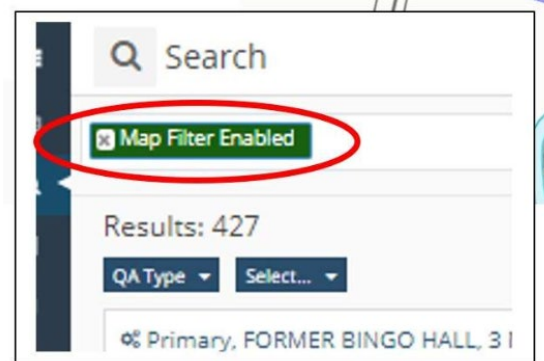 Search
Map Filter Enabled
Results: 427
QA Type Select...
Primary, FORMER BINGO HALL, 3